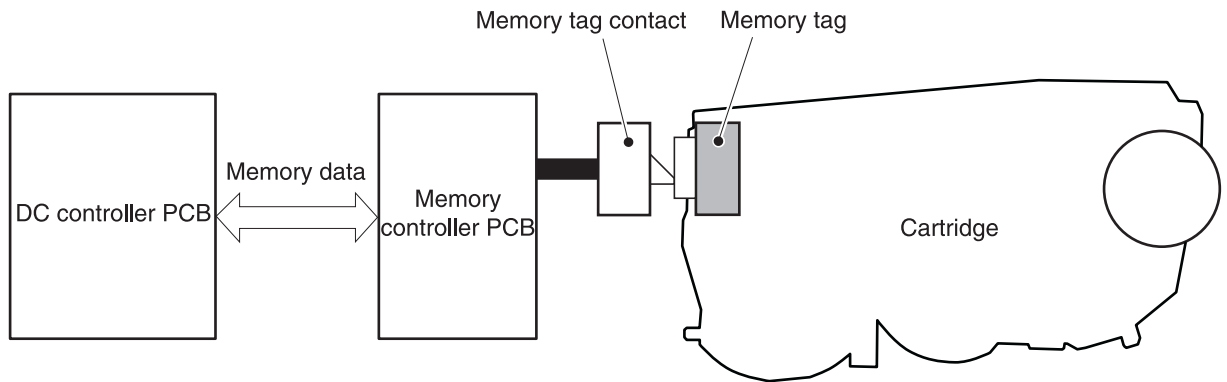 Memory tag contact
Memory tag
Memory data
DC controller PCB
Memory
controller PCB
Cartridge